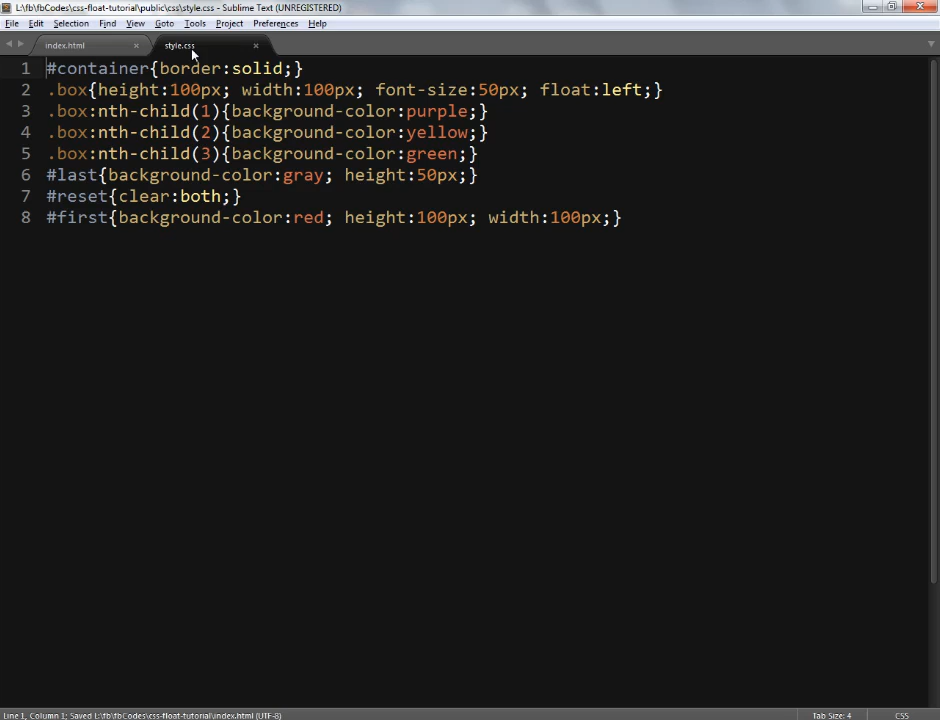 L:\fb\fbCodes\css-float-tutorial\public\css\style.css - Sublime Text (UNREGISTERED)
File Edit Selection Find View Goto Tools Project Preferences Help
index.html × style.css ×
1 #container{border:solid;}
2 .box{height:100px; width:100px; font-size:50px; float:left;}
3 .box:nth-child(1){background-color:purple;}
4 .box:nth-child(2){background-color:yellow;}
5 .box:nth-child(3){background-color:green;}
6 #last{background-color:gray; height:50px;}
7 #reset{clear:both;}
8 #first{background-color:red; height:100px; width:100px;}
Line 1, Column 1; Saved L:\fb\fbCodes\css-float-tutorial\index.html (UTF-8) Tab Size: 4 CSS